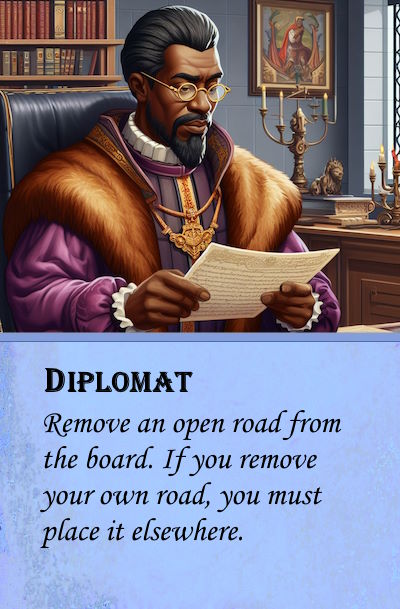 Diplomat
Remove an open road from
the board. If you remove
your own road, you must
place it elsewhere.